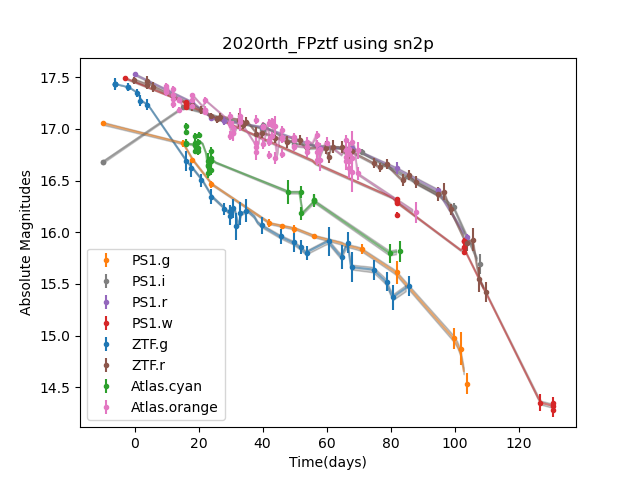 2020rth_FPztf using sn2p
Absolute Magnitudes
17.5
17.0
16.5
16.0
15.5
15.0
14.5
PS1.g
PS1.i
PS1.r
PS1.w
ZTF.g
ZTF.r
Atlas.cyan
Atlas.orange
0 20 40 60 80 100 120
Time(days)